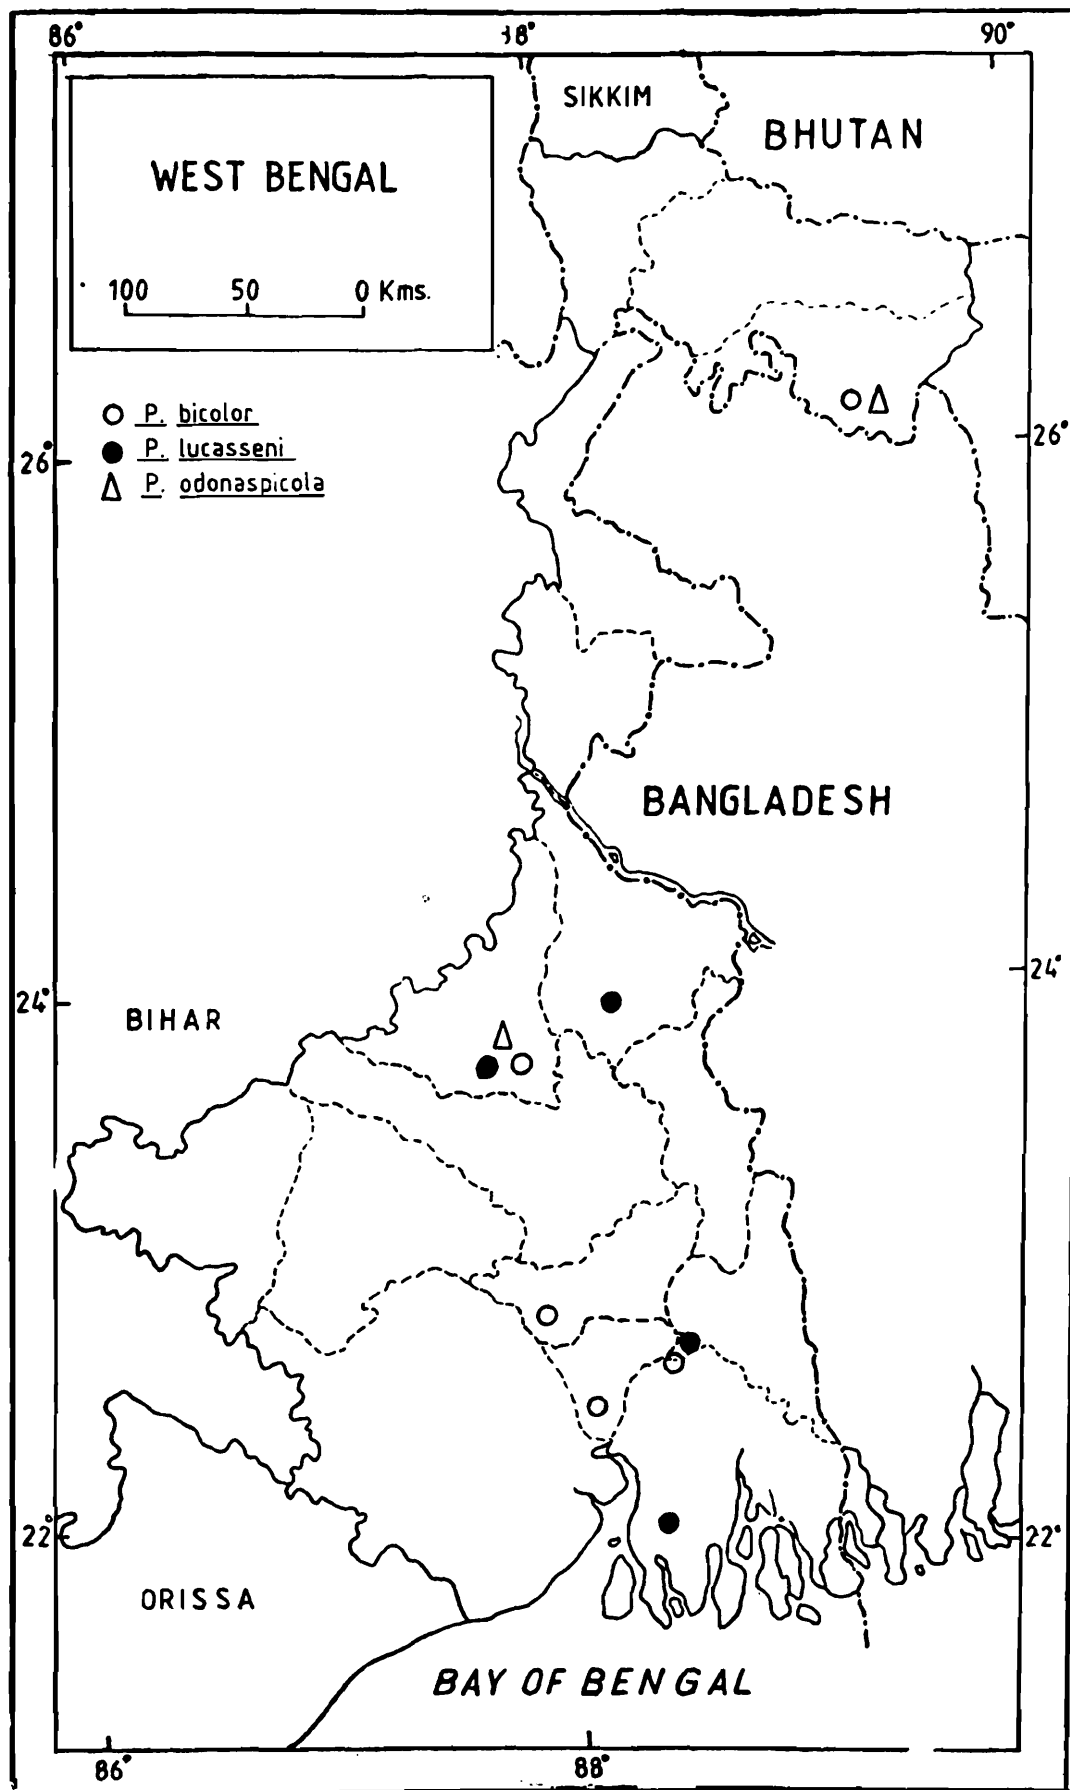 86° 88° 90°
SIKKIM
BHUTAN
WEST BENGAL
100 50 0 Kms.
P. bicolor
P. lucasseni
P. odonaspicola
26° 26°
BANGLADESH
24° 24°
BIHAR
22° 22°
ORISSA
BAY OF BENGAL
86° 88°